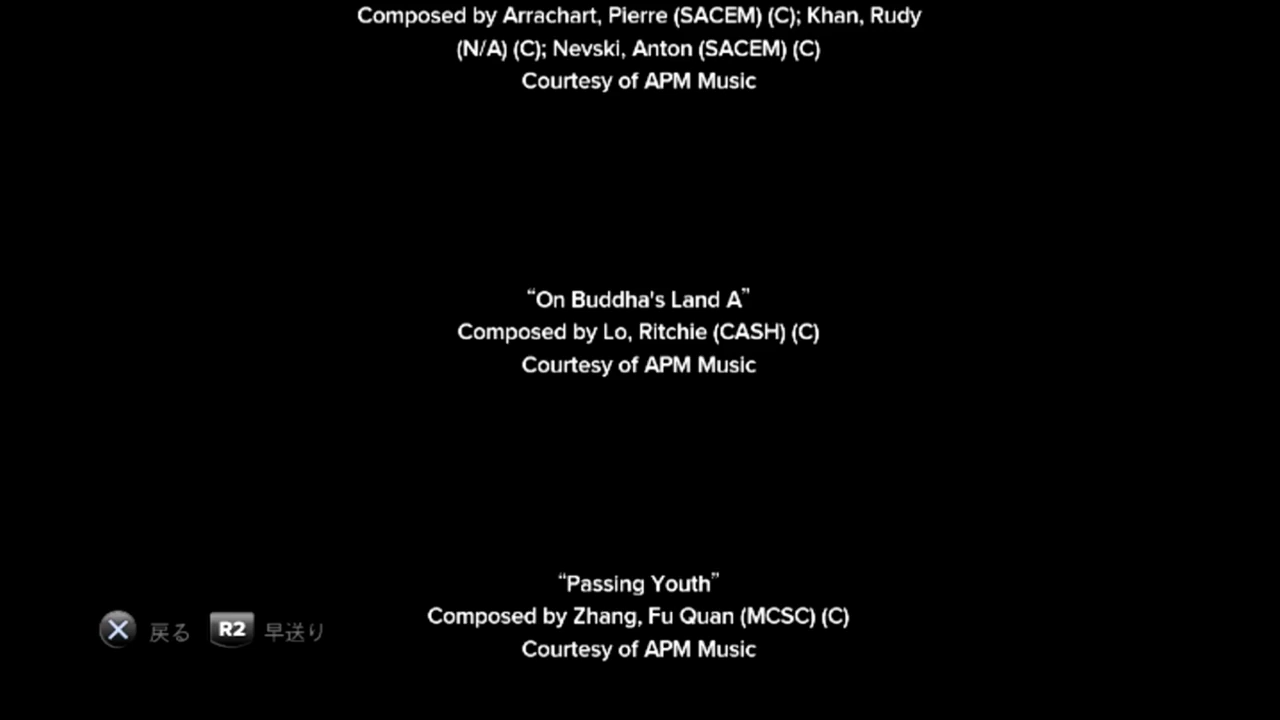 Composed by Arrachart, Pierre (SACEM) (C); Khan, Rudy
(N/A) (C); Nevski, Anton (SACEM) (C)
Courtesy of APM Music
“On Buddha's Land A”
Composed by Lo, Ritchie (CASH) (C)
Courtesy of APM Music
“Passing Youth”
Composed by Zhang, Fu Quan (MCSC) (C)
Courtesy of APM Music
戻る R2 早送り